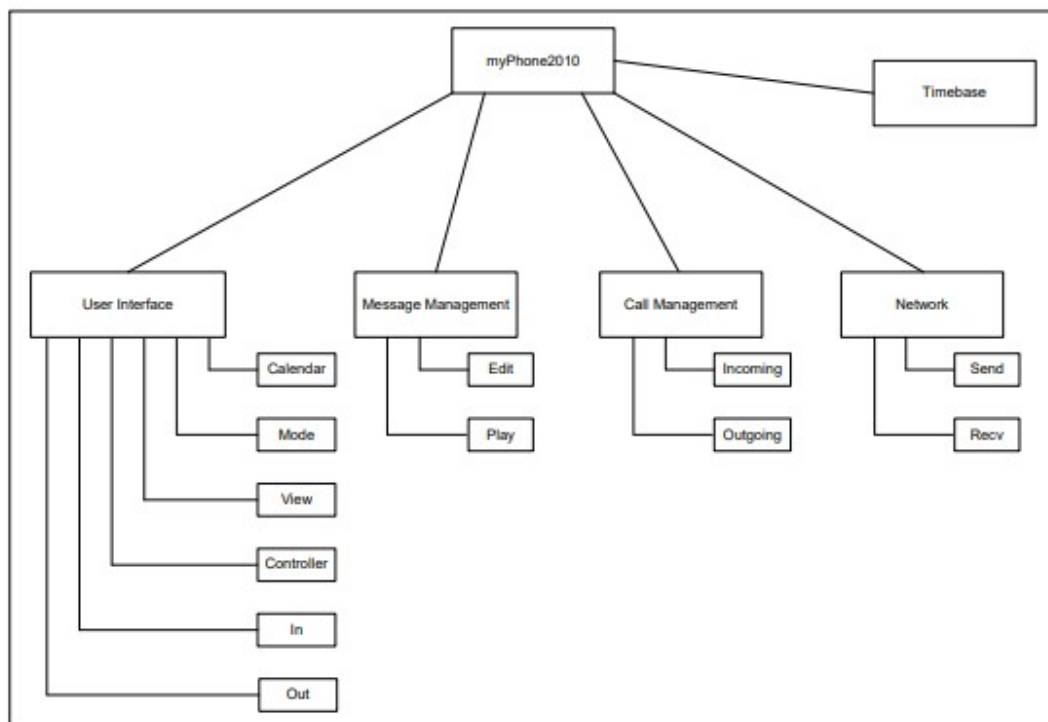 myPhone2010
Timebase
User Interface
Message Management
Call Management
Network
Calendar
Edit
Incoming
Send
Mode
Play
Outgoing
Recv
View
Controller
In
Out